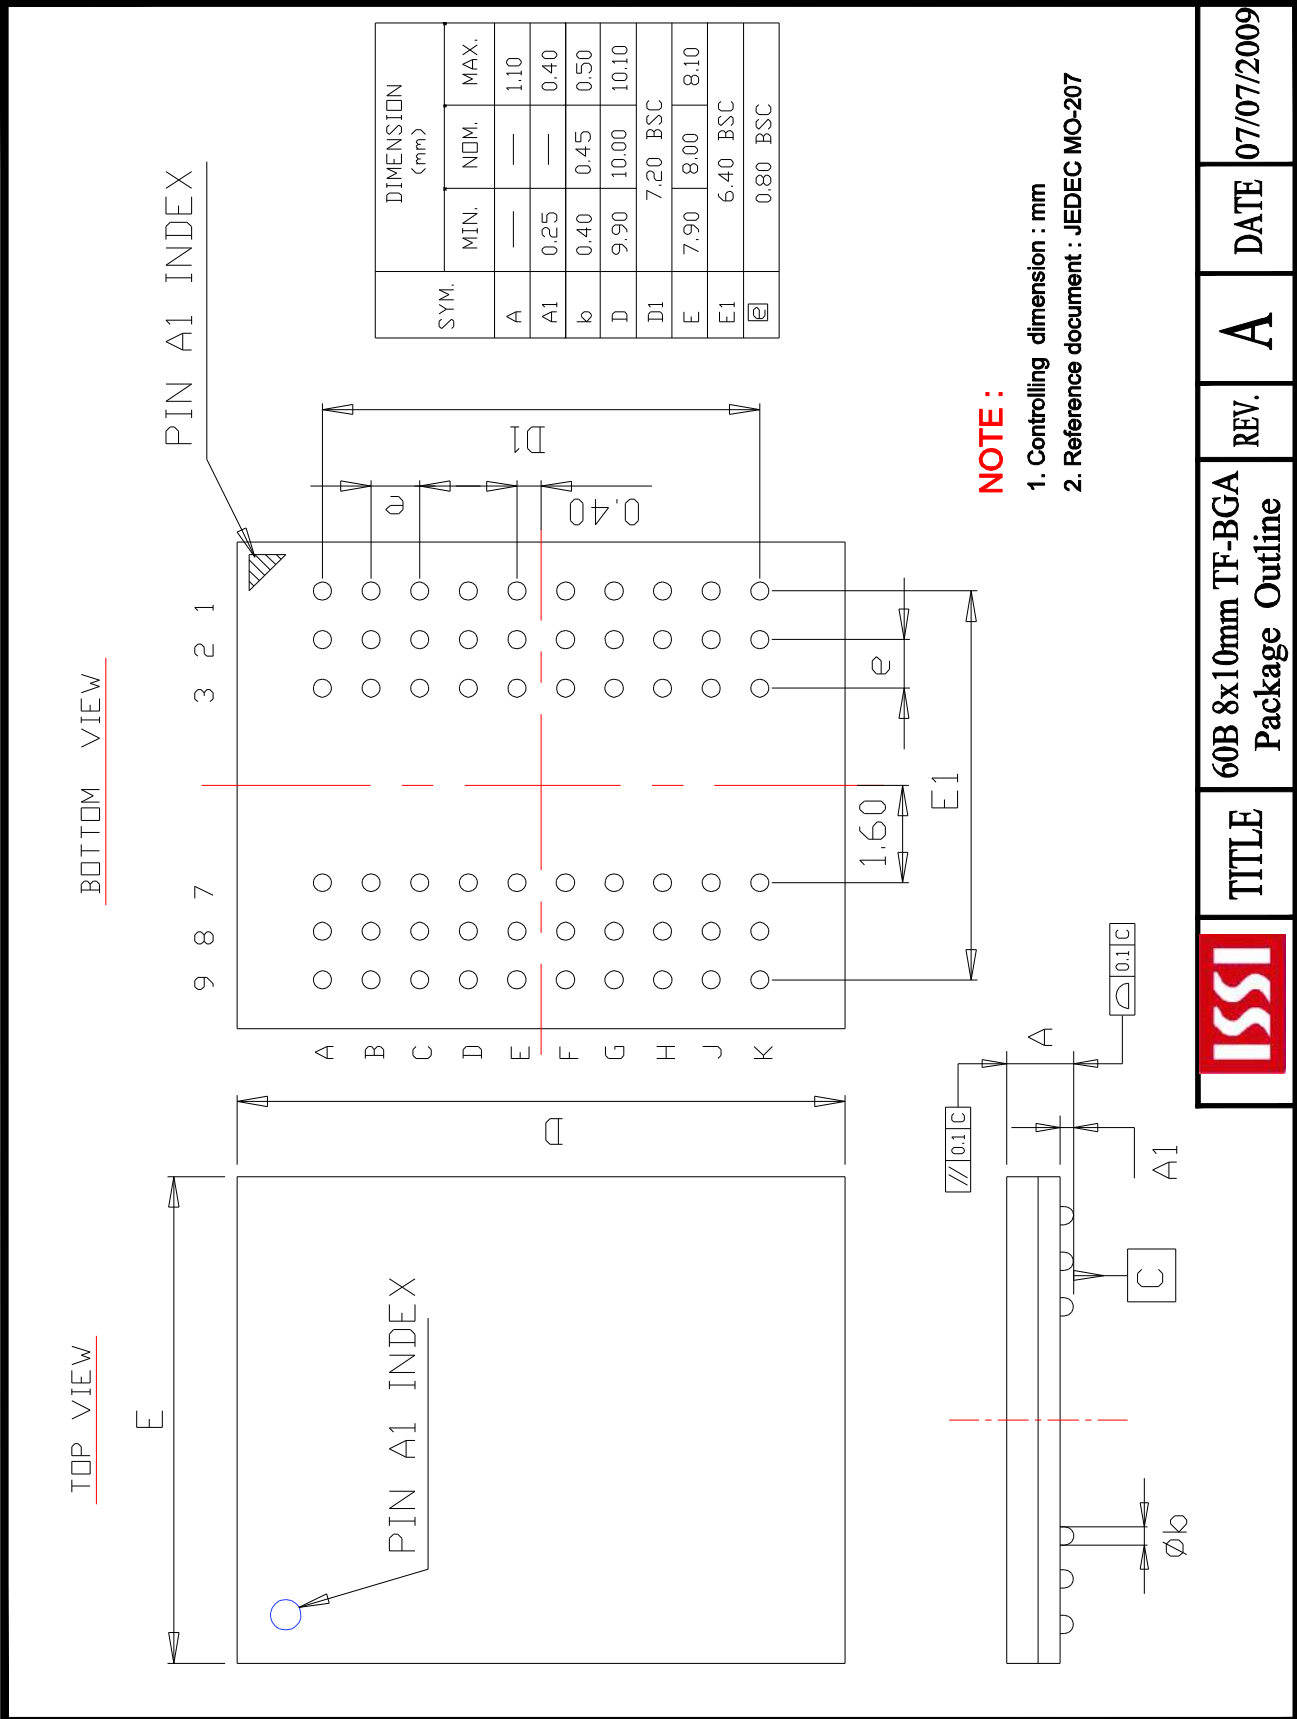 TOP VIEW
BOTTOM VIEW
E
PIN A1 INDEX
D
9 8 7 3 2 1
PIN A1 INDEX
A
B
C
D
E
F
G
H
J
K
e
0.40
D1
1.60
e
E1
SYM. DIMENSION
(mm)
MIN. NOM. MAX.
A — — 1.10
A1 0.25 — 0.40
b 0.40 0.45 0.50
D 9.90 10.00 10.10
D1 7.20 BSC
E 7.90 8.00 8.10
E1 6.40 BSC
e 0.80 BSC
NOTE :
1. Controlling dimension : mm
2. Reference document : JEDEC MO-207
// 0.1 C
A
0.1 C
A1
C
Øb
ISSI TITLE 60B 8x10mm TF-BGA
Package Outline REV. A DATE 07/07/2009